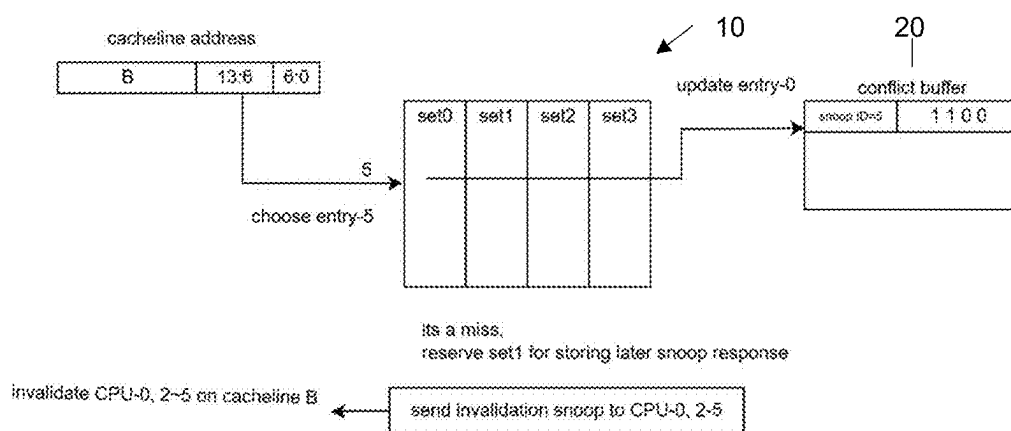 10
20
cacheline address
B 13:6 6:0
update entry-0
conflict buffer
set0 set1 set2 set3
snoop ID=5 1 1 0 0
5
choose entry-5
its a miss,
reserve set1 for storing later snoop response
invalidate CPU-0, 2~5 on cacheline B
send invalidation snoop to CPU-0, 2-5